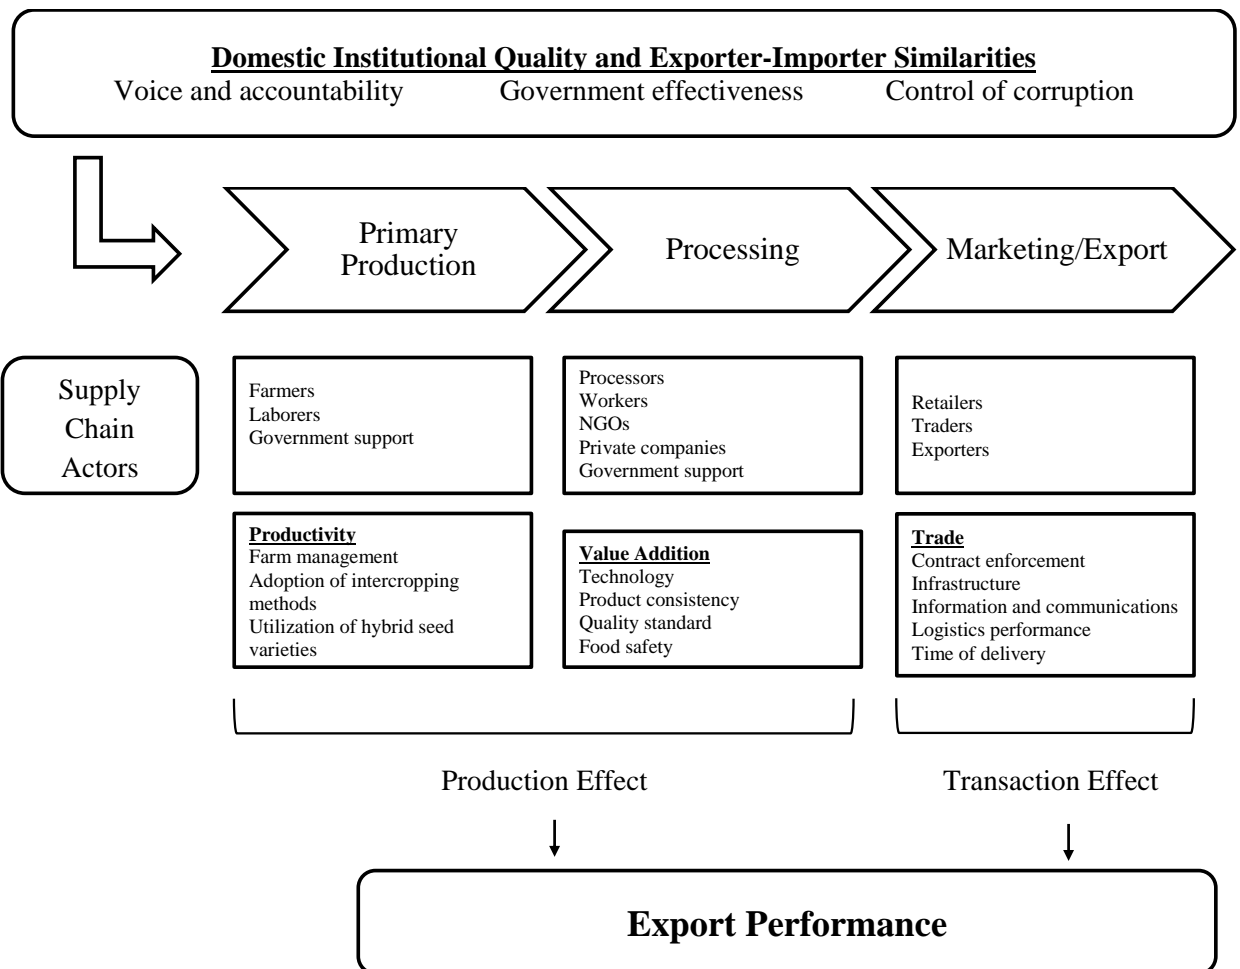 Domestic Institutional Quality and Exporter-Importer Similarities
Voice and accountability Government effectiveness Control of corruption
Primary
Production
Processing
Marketing/Export
Supply
Chain
Actors
Farmers
Laborers
Government support
Processors
Workers
NGOs
Private companies
Government support
Retailers
Traders
Exporters
Productivity
Farm management
Adoption of intercropping
methods
Utilization of hybrid seed
varieties
Value Addition
Technology
Product consistency
Quality standard
Food safety
Trade
Contract enforcement
Infrastructure
Information and communications
Logistics performance
Time of delivery
Production Effect
Transaction Effect
Export Performance